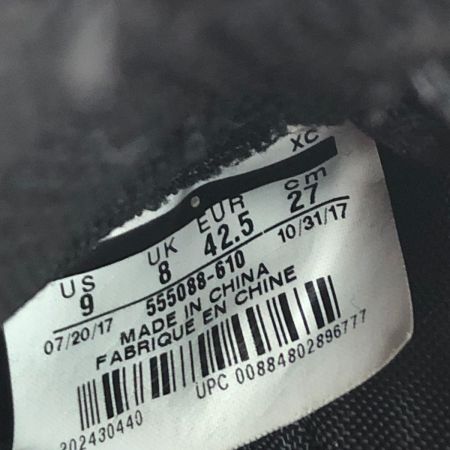 XC
US UK EUR cm
9 8 42.5 27
07/20/17 555088-610 10/31/17
MADE IN CHINA
FABRIQUE EN CHINE
UPC 00884802896777
202430440